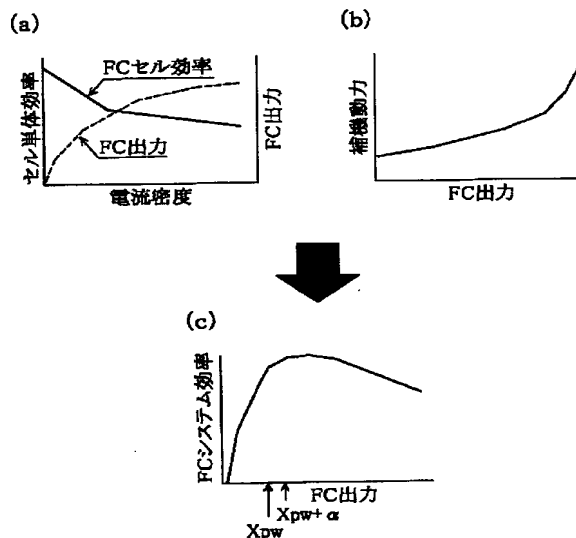 (a)
FCセル効率
FC出力
セル単体効率
FC出力
電流密度
(b)
補機動力
FC出力
(c)
FCシステム効率
FC出力
Xpw+α
Xpw